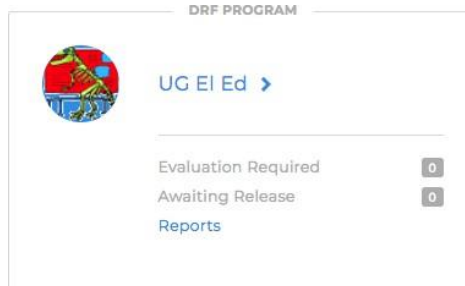 DRF PROGRAM
UG El Ed
Evaluation Required 0
Awaiting Release 0
Reports